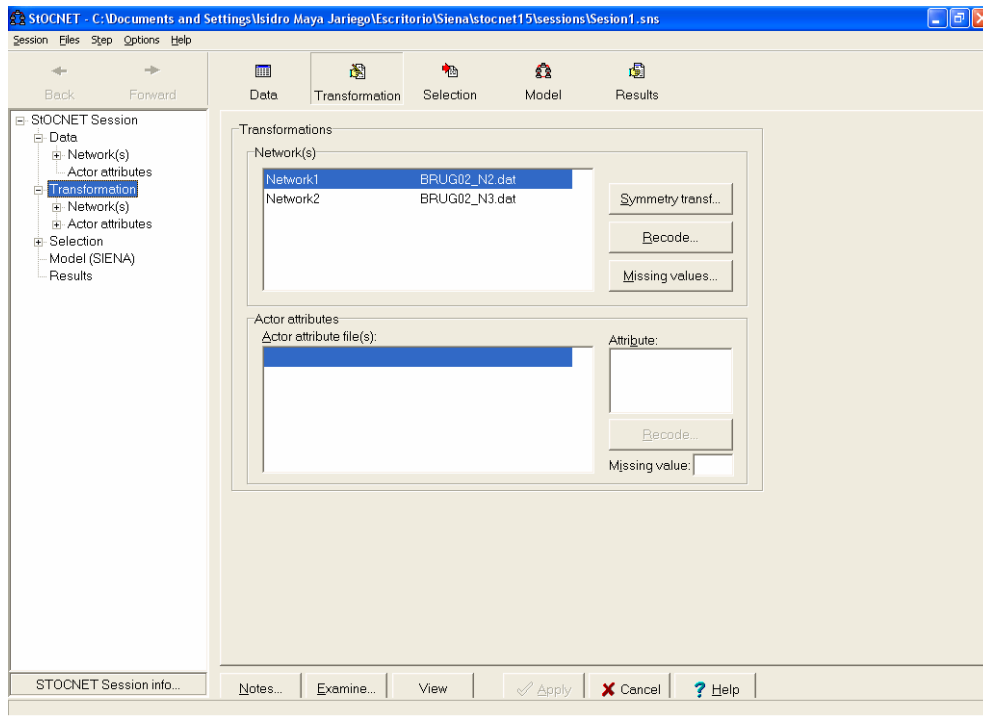 StOCNET - C:\Documents and Settings\Isidro Maya Jariego\Escritorio\Siena\stocnet15\sessions\Sesion1.sns
Session Files Step Options Help
Back Forward Data Transformation Selection Model Results
StOCNET Session
Data
Network(s)
Actor attributes
Transformation
Network(s)
Actor attributes
Selection
Model (SIENA)
Results
Transformations
Network(s)
Network1 BRUG02_N2.dat
Network2 BRUG02_N3.dat
Symmetry transf...
Recode...
Missing values...
Actor attributes
Actor attribute file(s):
Attribute:
Recode...
Missing value:
STOCNET Session info...
Notes... Examine... View Apply Cancel ? Help